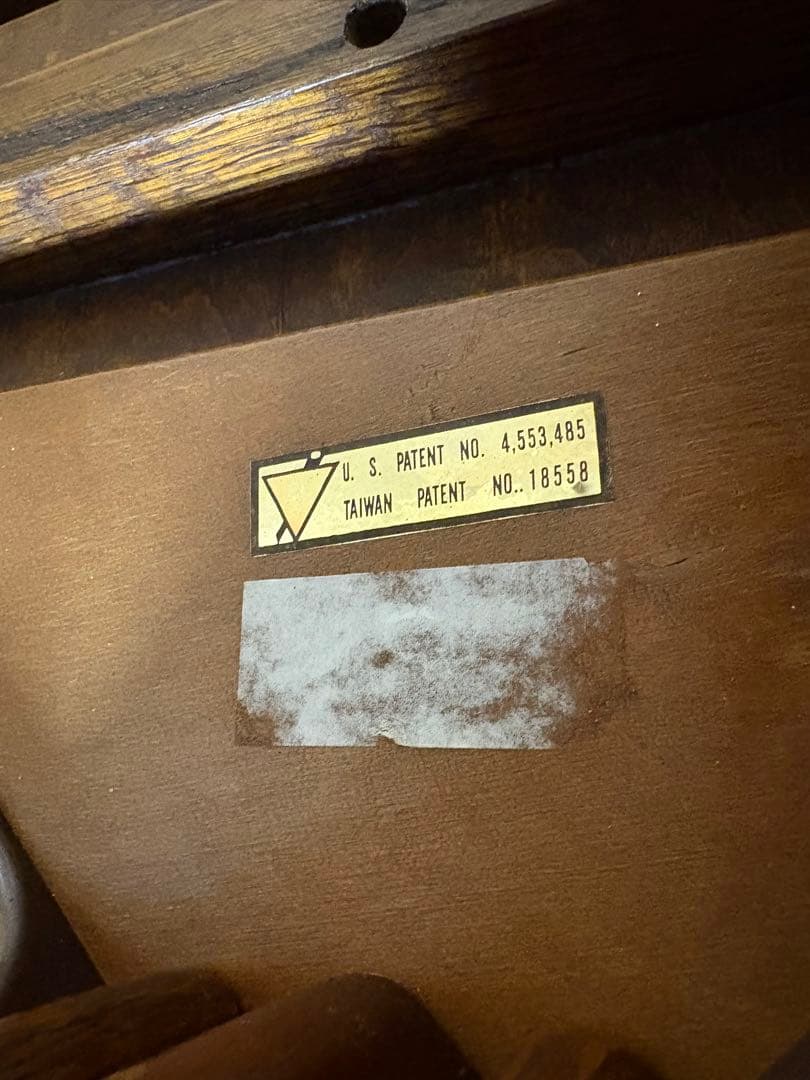 U. S. PATENT NO. 4,553,485
TAIWAN PATENT NO..18558